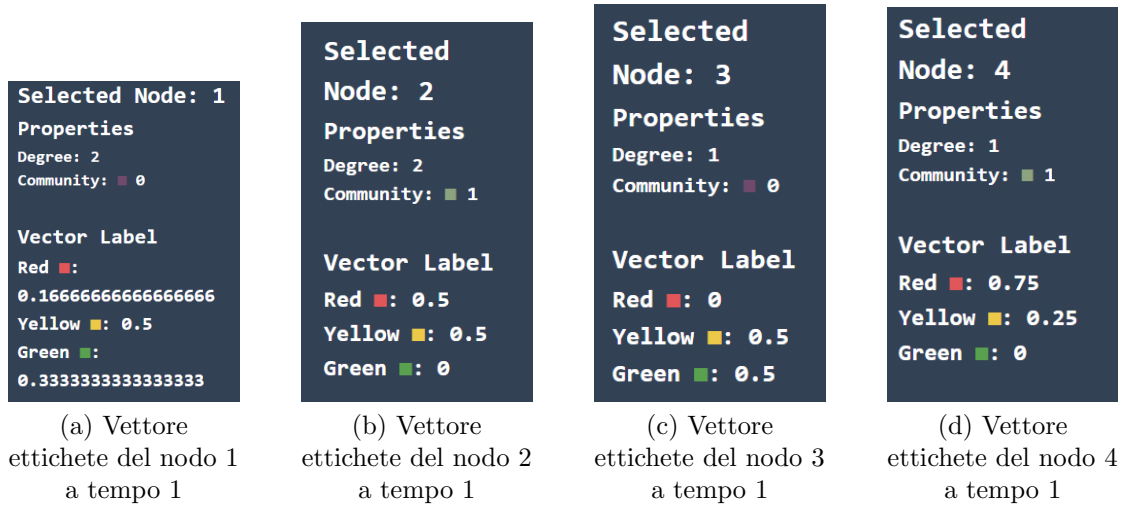 Selected Node: 1
Properties
Degree: 2
Community: 0
Vector Label
Red :
0.16666666666666666
Yellow : 0.5
Green :
0.3333333333333333
(a) Vettore
ettichete del nodo 1
a tempo 1
Selected
Node: 2
Properties
Degree: 2
Community: 1
Vector Label
Red : 0.5
Yellow : 0.5
Green : 0
(b) Vettore
ettichete del nodo 2
a tempo 1
Selected
Node: 3
Properties
Degree: 1
Community: 0
Vector Label
Red : 0
Yellow : 0.5
Green : 0.5
(c) Vettore
ettichete del nodo 3
a tempo 1
Selected
Node: 4
Properties
Degree: 1
Community: 1
Vector Label
Red : 0.75
Yellow : 0.25
Green : 0
(d) Vettore
ettichete del nodo 4
a tempo 1